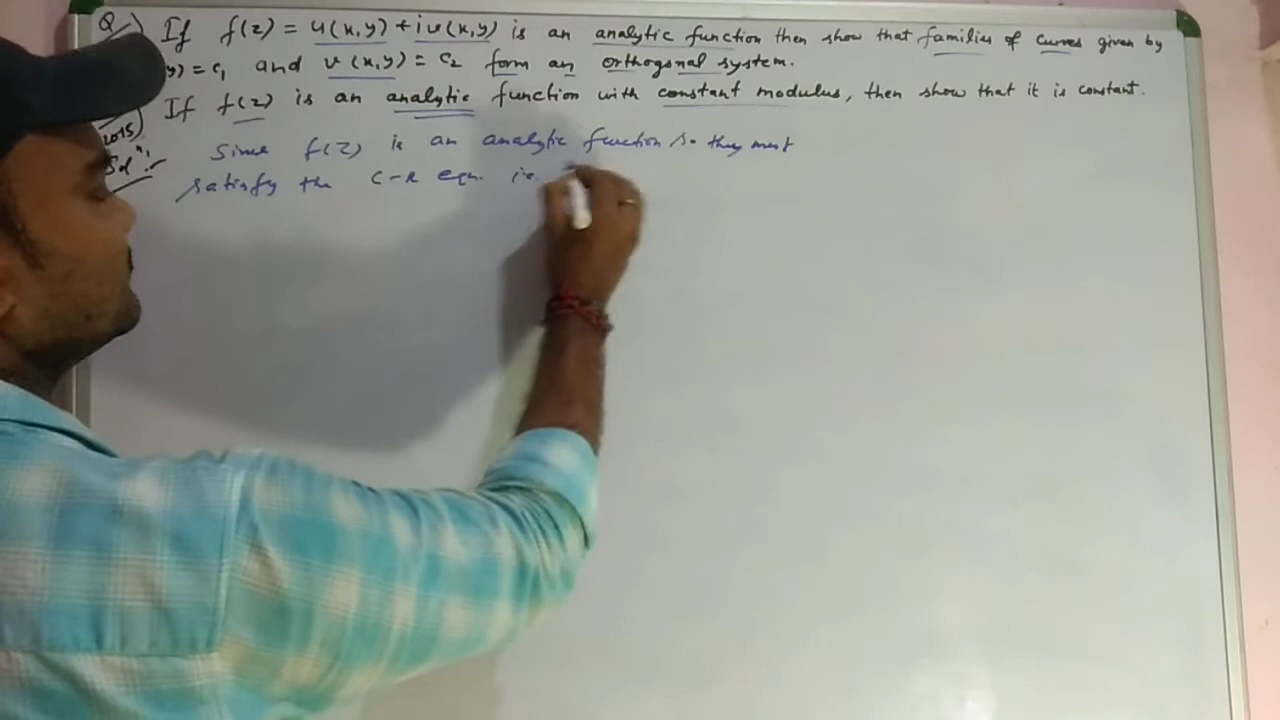 Q If f(z) = u(x,y) + iv(x,y) is an analytic function then show that families of curves given by
y) = c₁ and v(x,y) = c₂ form an orthogonal system.
If f(z) is an analytic function with constant modulus, then show that it is constant.
2015)
Solⁿ:- Since f(z) is an analytic function so they must
satisfy the C-R eqn. i.e